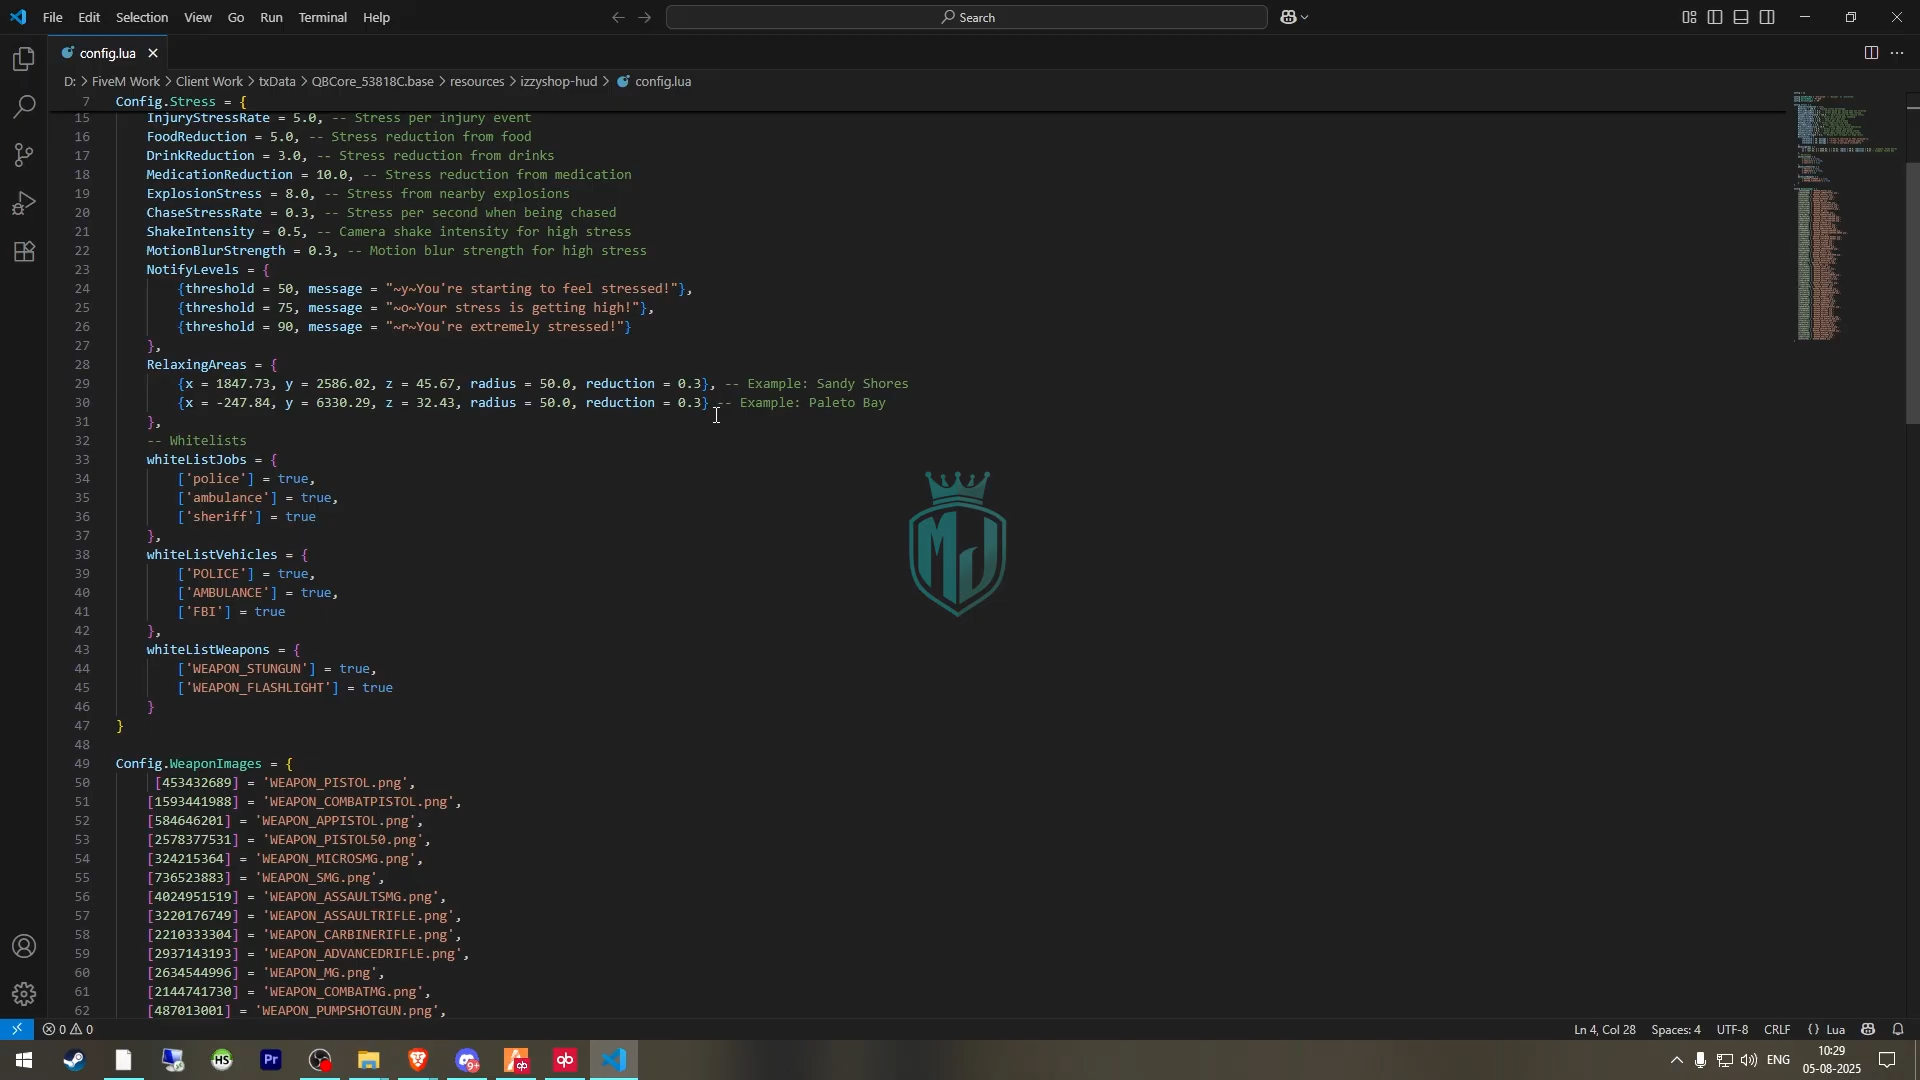 File Edit Selection View Go Run Terminal Help
Search
config.lua
D: > FiveM Work > Client Work > txData > QBCore_53818C.base > resources > izzyshop-hud > config.lua
7 Config.Stress = {
15 InjuryStressRate = 5.0, -- Stress per injury event
16 FoodReduction = 5.0, -- Stress reduction from food
17 DrinkReduction = 3.0, -- Stress reduction from drinks
18 MedicationReduction = 10.0, -- Stress reduction from medication
19 ExplosionStress = 8.0, -- Stress from nearby explosions
20 ChaseStressRate = 0.3, -- Stress per second when being chased
21 ShakeIntensity = 0.5, -- Camera shake intensity for high stress
22 MotionBlurStrength = 0.3, -- Motion blur strength for high stress
23 NotifyLevels = {
24 {threshold = 50, message = "~y~You're starting to feel stressed!"},
25 {threshold = 75, message = "~o~Your stress is getting high!"},
26 {threshold = 90, message = "~r~You're extremely stressed!"}
27 },
28 RelaxingAreas = {
29 {x = 1847.73, y = 2586.02, z = 45.67, radius = 50.0, reduction = 0.3}, -- Example: Sandy Shores
30 {x = -247.84, y = 6330.29, z = 32.43, radius = 50.0, reduction = 0.3} -- Example: Paleto Bay
31 },
32 -- Whitelists
33 whiteListJobs = {
34 ['police'] = true,
35 ['ambulance'] = true,
36 ['sheriff'] = true
37 },
38 whiteListVehicles = {
39 ['POLICE'] = true,
40 ['AMBULANCE'] = true,
41 ['FBI'] = true
42 },
43 whiteListWeapons = {
44 ['WEAPON_STUNGUN'] = true,
45 ['WEAPON_FLASHLIGHT'] = true
46 }
47 }
48
49 Config.WeaponImages = {
50 [453432689] = 'WEAPON_PISTOL.png',
51 [1593441988] = 'WEAPON_COMBATPISTOL.png',
52 [584646201] = 'WEAPON_APPISTOL.png',
53 [2578377531] = 'WEAPON_PISTOL50.png',
54 [324215364] = 'WEAPON_MICROSMG.png',
55 [736523883] = 'WEAPON_SMG.png',
56 [4024951519] = 'WEAPON_ASSAULTSMG.png',
57 [3220176749] = 'WEAPON_ASSAULTRIFLE.png',
58 [2210333304] = 'WEAPON_CARBINERIFLE.png',
59 [2937143193] = 'WEAPON_ADVANCEDRIFLE.png',
60 [2634544996] = 'WEAPON_MG.png',
61 [2144741730] = 'WEAPON_COMBATMG.png',
62 [487013001] = 'WEAPON_PUMPSHOTGUN.png',
MJ
0 0
Ln 4, Col 28 Spaces: 4 UTF-8 CRLF {} Lua
HS Pr 9+ qb qb
ENG
10:29
05-08-2025